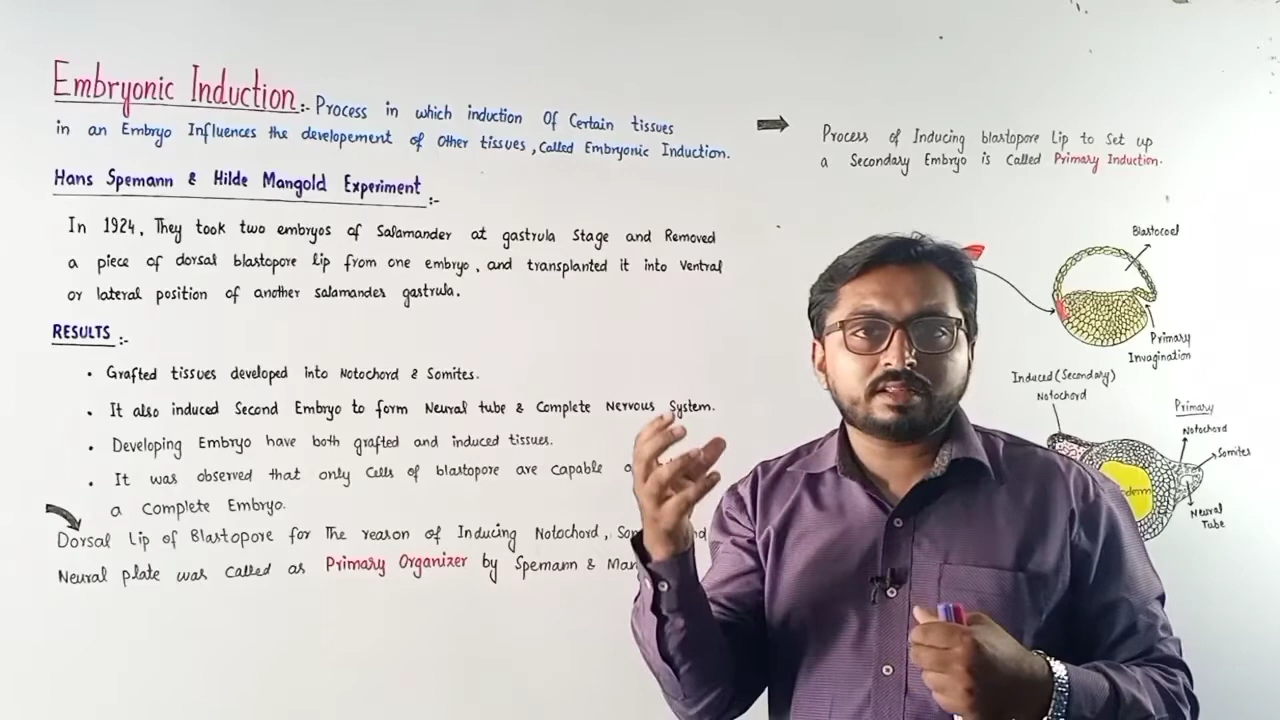 Embryonic Induction :- Process in which induction Of Certain tissues
in an Embryo Influences the developement of Other tissues, Called Embryonic Induction.
Hans Spemann & Hilde Mangold Experiment :-
In 1924, They took two embryos of Salamander at gastrula Stage and Removed
a piece of dorsal blastopore lip from one embryo, and transplanted it into Ventral
or lateral position of another salamanders gastrula.
RESULTS :-
• Grafted tissues developed into Notochord & Somites.
• It also induced Second Embryo to form Neural tube & Complete Nervous System.
• Developing Embryo have both grafted and induced tissues.
• It was observed that only Cells of blastopore are capable
a Complete Embryo.
Dorsal Lip of Blastopore for The reason of Inducing Notochord,
Neural plate was Called as Primary Organizer by Spemann &
Process of Inducing blastopore Lip to Set up
a Secondary Embryo is Called Primary Induction.
Blastocoel
Primary
Invagination
Induced (Secondary)
Notochord
Primary
Notochord
Somites
Neural
Tube